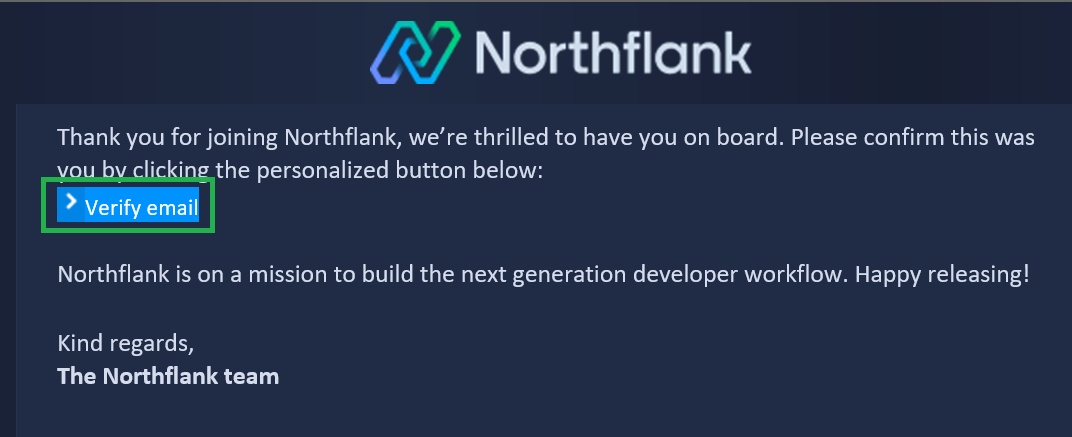 Northflank
Thank you for joining Northflank, we’re thrilled to have you on board. Please confirm this was
you by clicking the personalized button below:
Verify email
Northflank is on a mission to build the next generation developer workflow. Happy releasing!
Kind regards,
The Northflank team